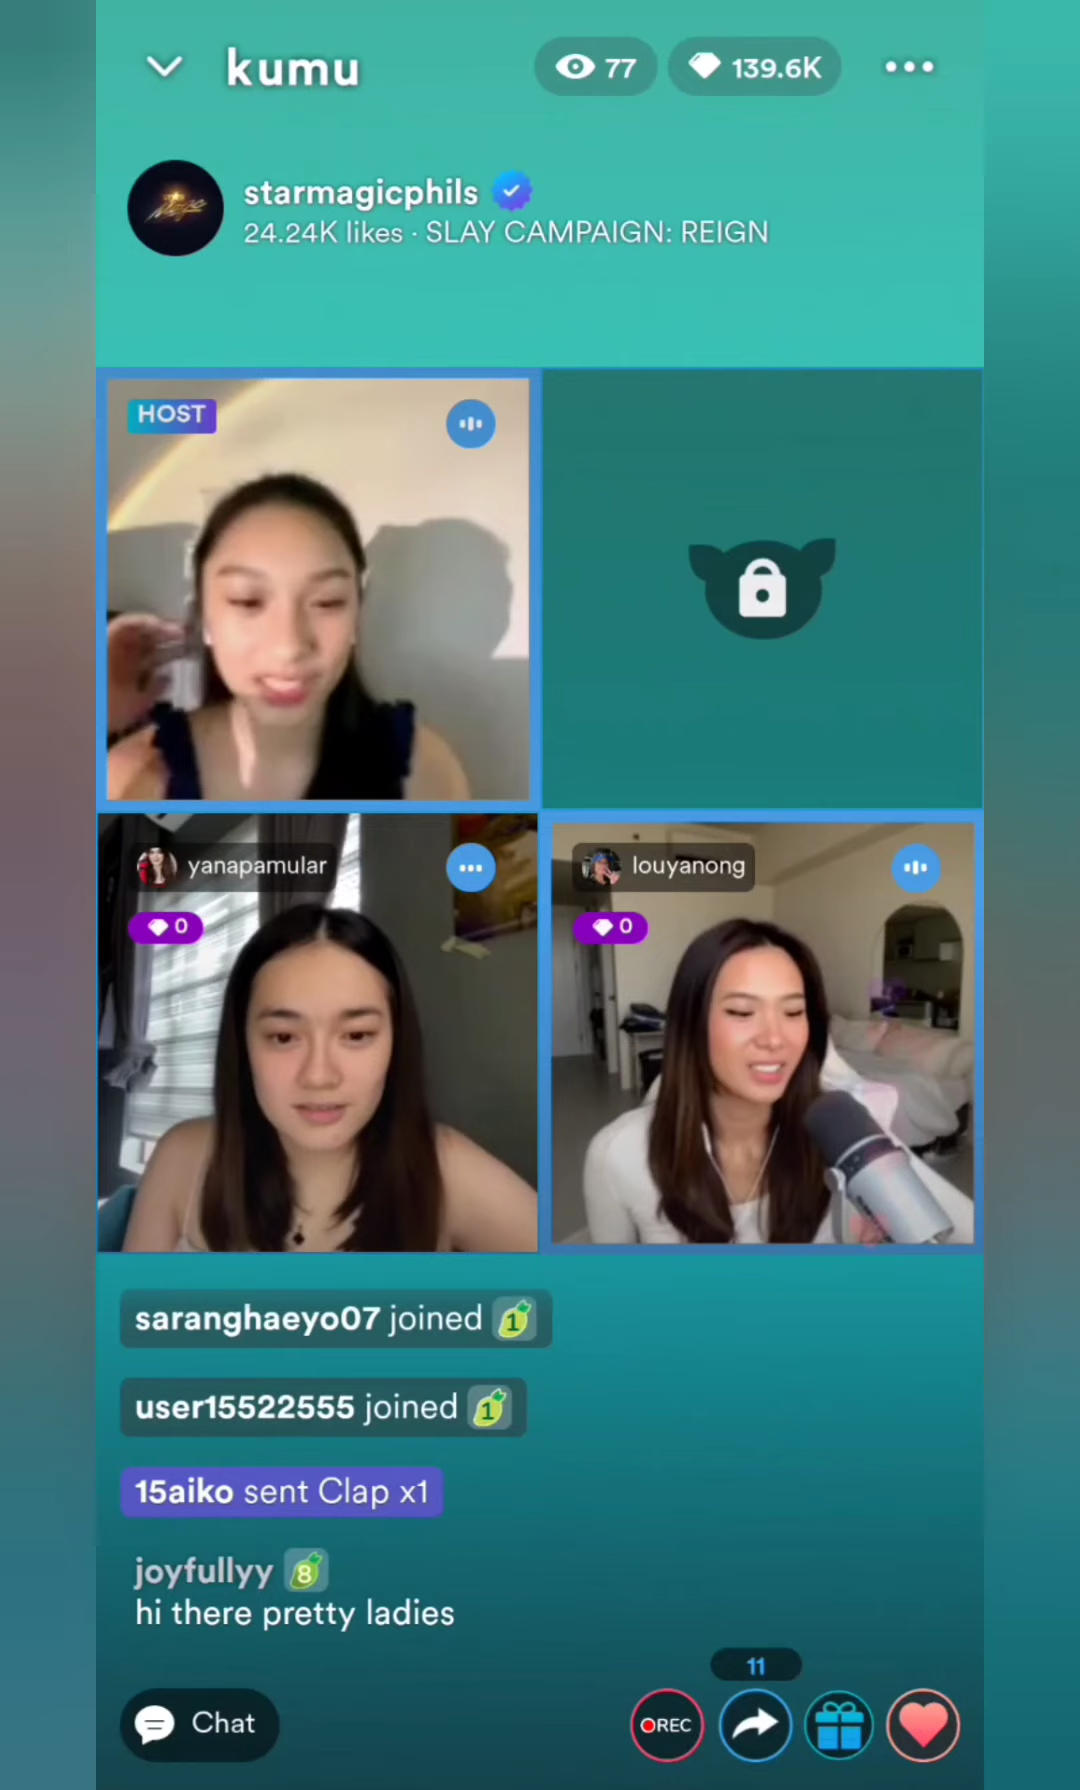 kumu
77
139.6K
starmagicphils
24.24K likes · SLAY CAMPAIGN: REIGN
HOST
yanapamular
0
louyanong
0
saranghaeyo07 joined 1
user15522555 joined 1
15aiko sent Clap x1
joyfullyy 8
hi there pretty ladies
11
Chat
REC